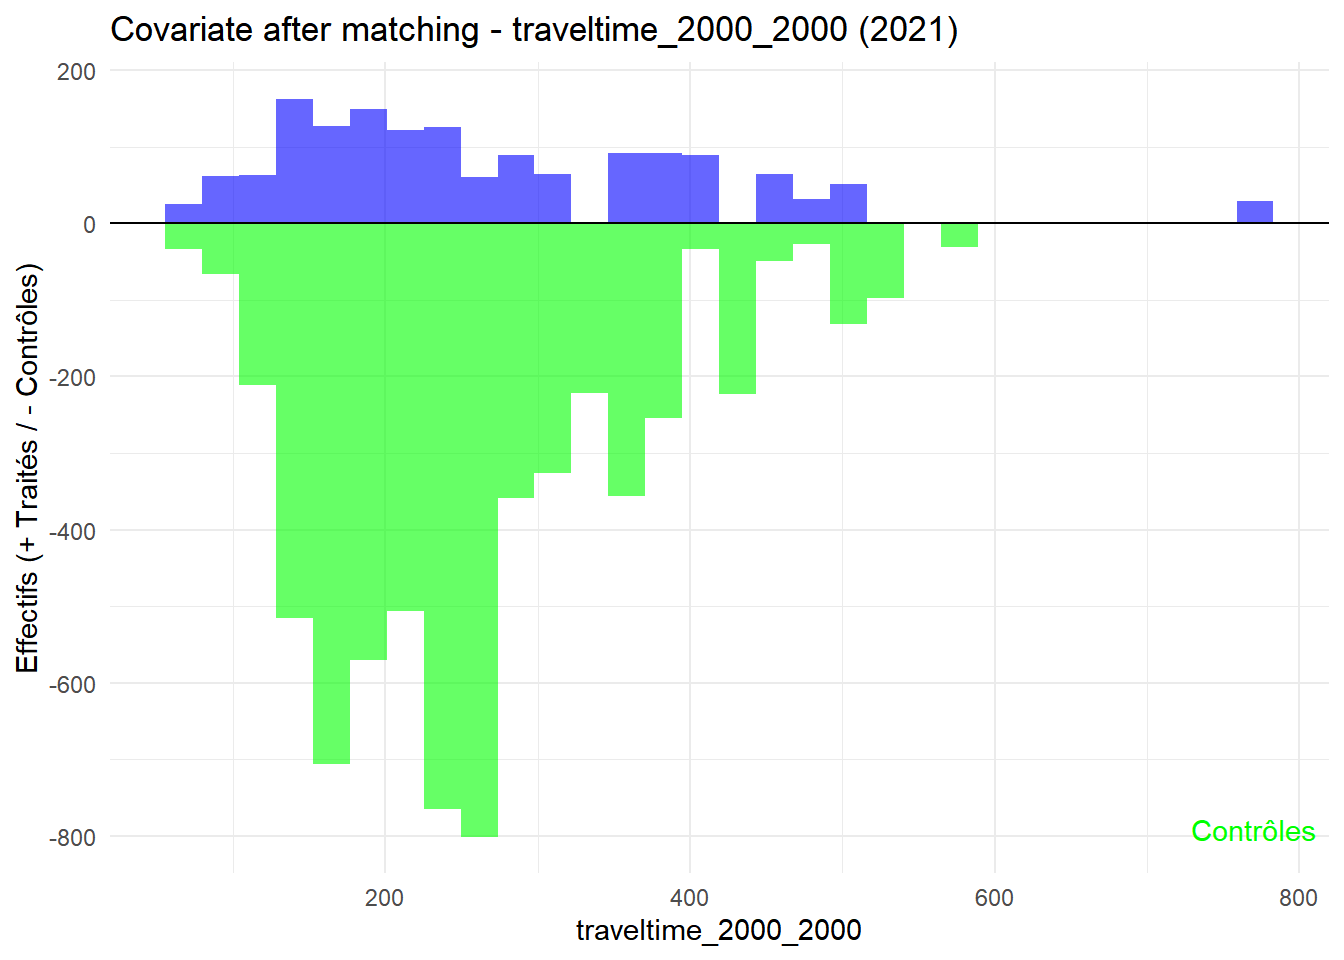 Covariate after matching - traveltime_2000_2000 (2021)
Effectifs (+ Traités / - Contrôles)
200
0
-200
-400
-600
-800
Contrôles
200 400 600 800
traveltime_2000_2000